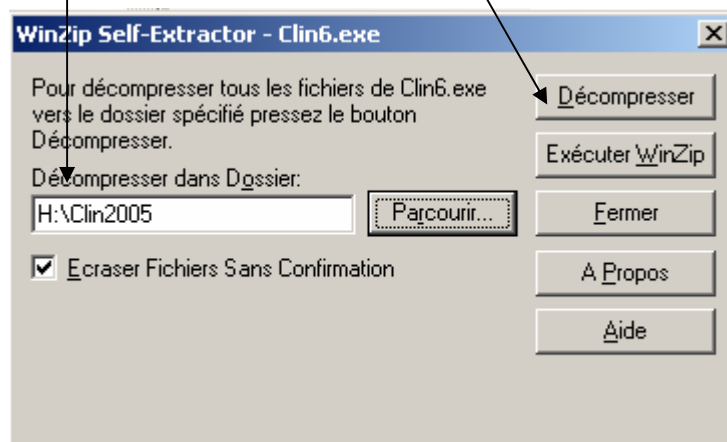 WinZip Self-Extractor - Clin6.exe
Pour décompresser tous les fichiers de Clin6.exe
vers le dossier spécifié pressez le bouton
Décompresser.
Décompresser dans Dossier:
H:\Clin2005
Parcourir...
Ecraser Fichiers Sans Confirmation
Décompresser
Exécuter WinZip
Fermer
A Propos
Aide